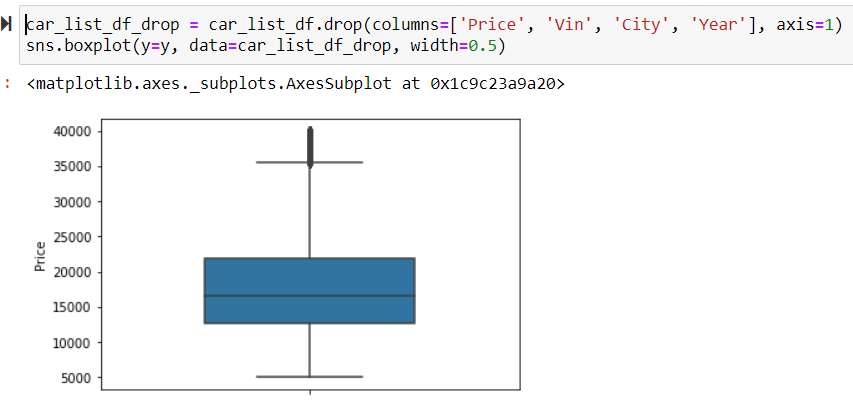 car_list_df_drop = car_list_df.drop(columns=['Price', 'Vin', 'City', 'Year'], axis=1)
sns.boxplot(y=y, data=car_list_df_drop, width=0.5)
: <matplotlib.axes._subplots.AxesSubplot at 0x1c9c23a9a20>
40000
35000
30000
25000
Price
20000
15000
10000
5000